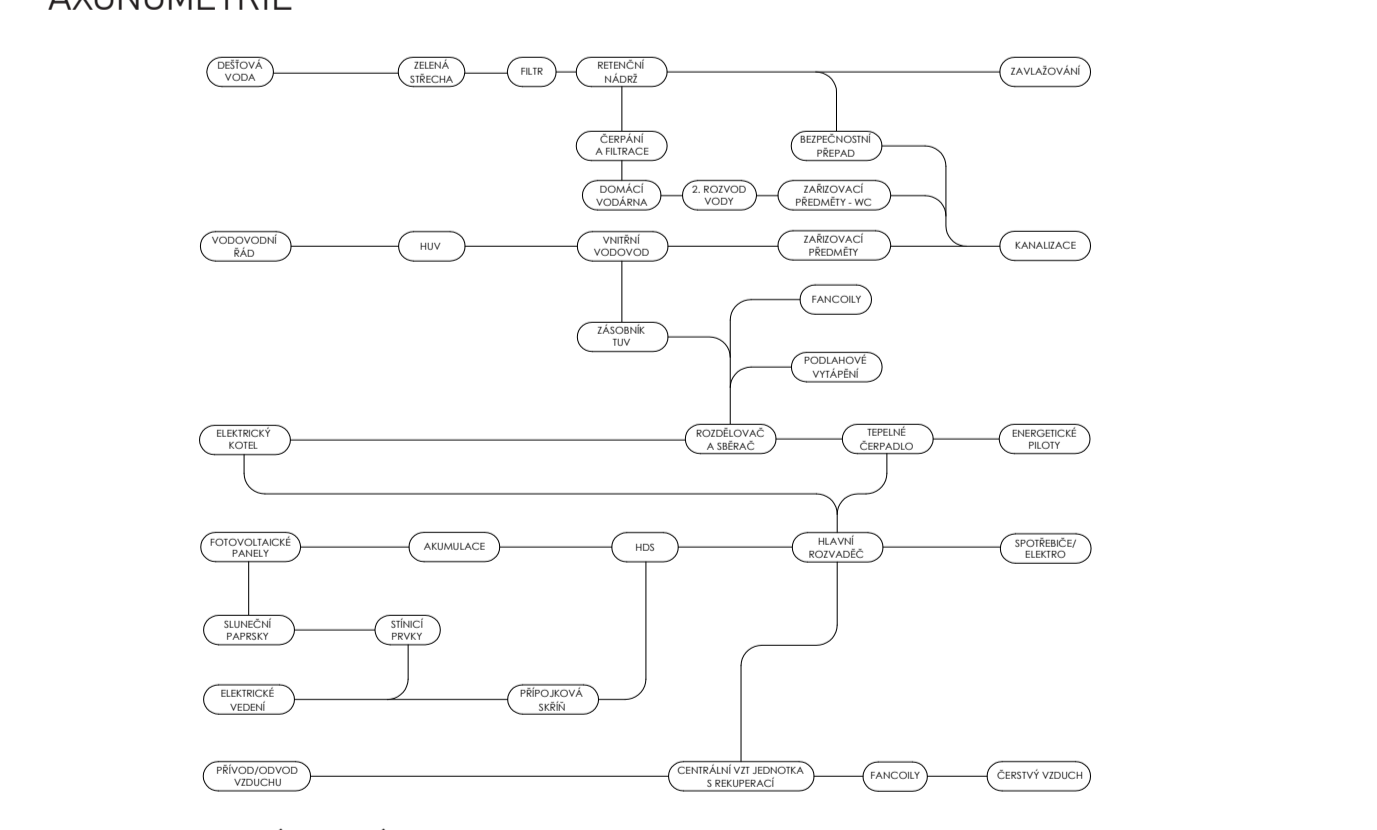 AXONOMETRIE
DEŠŤOVÁ
VODA
ZELENÁ
STŘECHA
FILTR
RETENČNÍ
NÁDRŽ
ZAVLAŽOVÁNÍ
ČERPÁNÍ
A FILTRACE
BEZPEČNOSTNÍ
PŘEPAD
DOMÁCÍ
VODÁRNA
2. ROZVOD
VODY
ZAŘIZOVACÍ
PŘEDMĚTY - WC
VODOVODNÍ
ŘÁD
HUV
VNITŘNÍ
VODOVOD
ZAŘIZOVACÍ
PŘEDMĚTY
KANALIZACE
FANCOILY
ZÁSOBNÍK
TUV
PODLAHOVÉ
VYTÁPĚNÍ
ELEKTRICKÝ
KOTEL
ROZDĚLOVAČ
A SBĚRAČ
TEPELNÉ
ČERPADLO
ENERGETICKÉ
PILOTY
FOTOVOLTAICKÉ
PANELY
AKUMULACE
HDS
HLAVNÍ
ROZVADĚČ
SPOTŘEBIČE/
ELEKTRO
SLUNEČNÍ
PAPRSKY
STÍNICÍ
PRVKY
ELEKTRICKÉ
VEDENÍ
PŘÍPOJKOVÁ
SKŘÍŇ
PŘÍVOD/ODVOD
VZDUCHU
CENTRÁLNÍ VZT JEDNOTKA
S REKUPERACÍ
FANCOILY
ČERSTVÝ VZDUCH